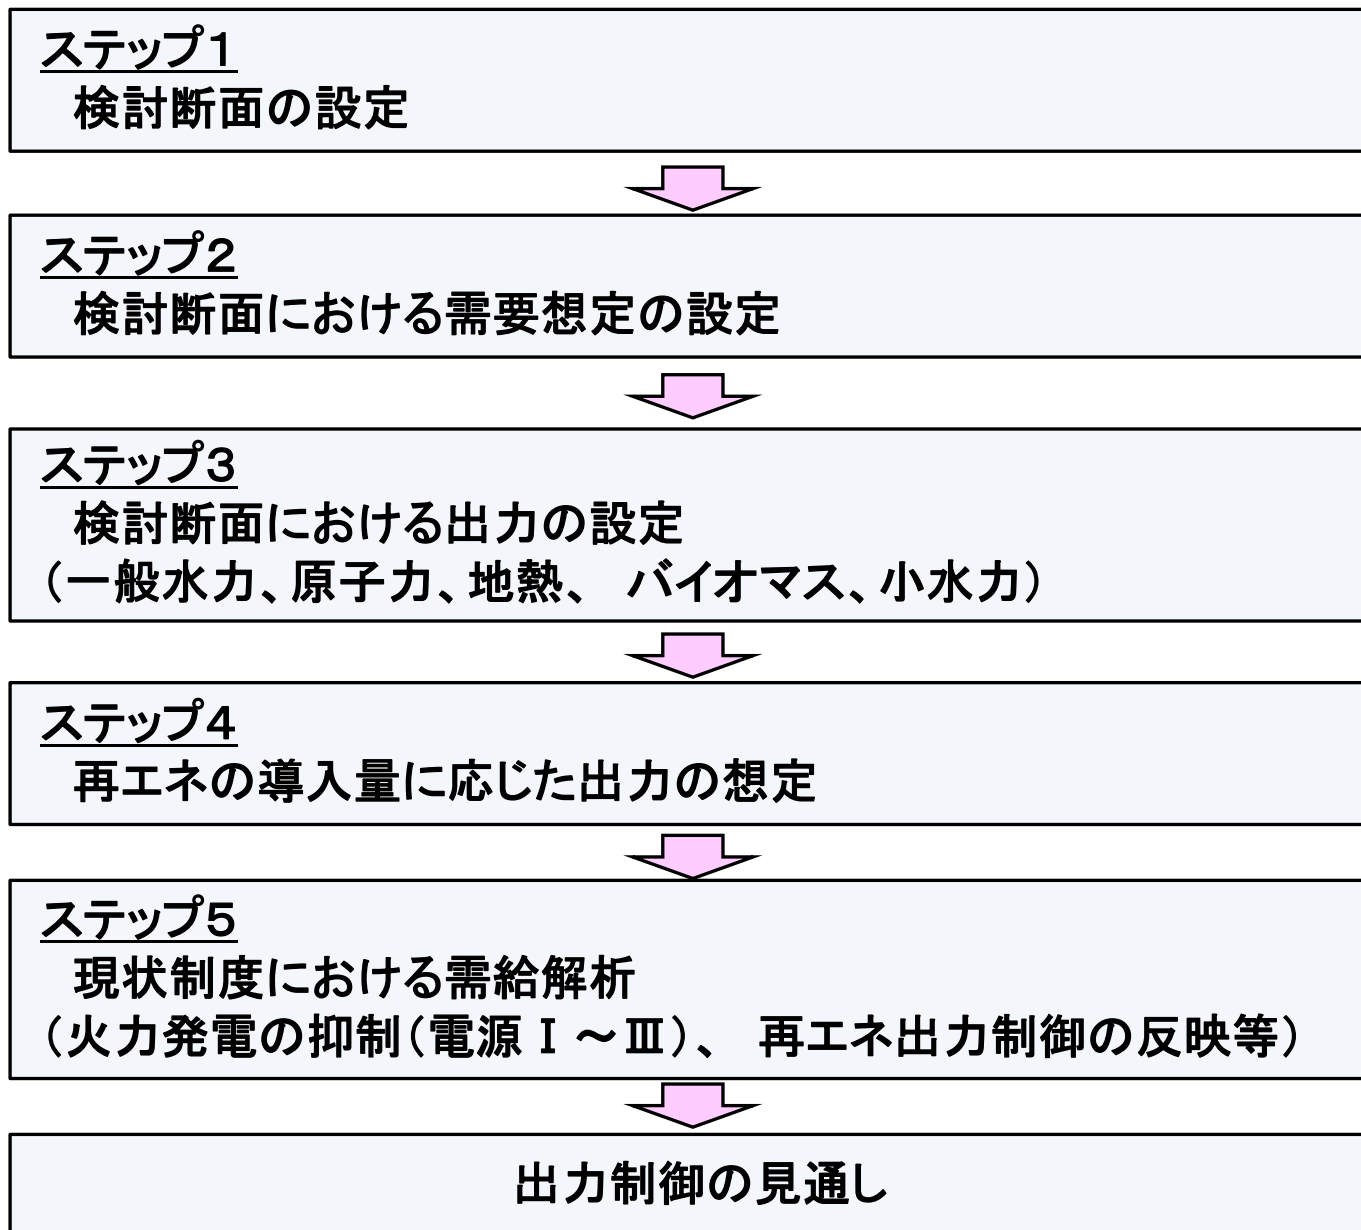 ステップ1
検討断面の設定
ステップ2
検討断面における需要想定の設定
ステップ3
検討断面における出力の設定
（一般水力、原子力、地熱、 バイオマス、小水力）
ステップ4
再エネの導入量に応じた出力の想定
ステップ5
現状制度における需給解析
（火力発電の抑制（電源Ⅰ～Ⅲ）、 再エネ出力制御の反映等）
出力制御の見通し